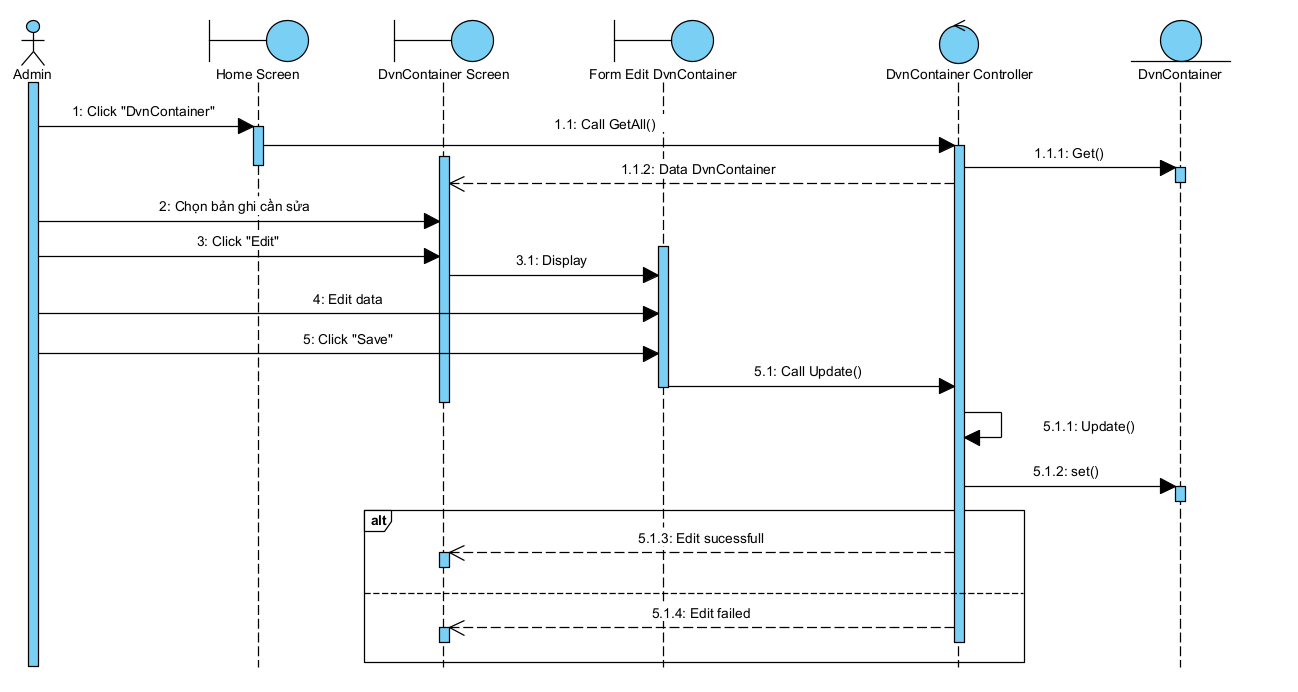 Admin
Home Screen
DvnContainer Screen
Form Edit DvnContainer
DvnContainer Controller
DvnContainer
1: Click "DvnContainer"
1.1: Call GetAll()
1.1.1: Get()
1.1.2: Data DvnContainer
2: Chọn bản ghi cần sửa
3: Click "Edit"
3.1: Display
4: Edit data
5: Click "Save"
5.1: Call Update()
5.1.1: Update()
5.1.2: set()
alt
5.1.3: Edit sucessfull
5.1.4: Edit failed